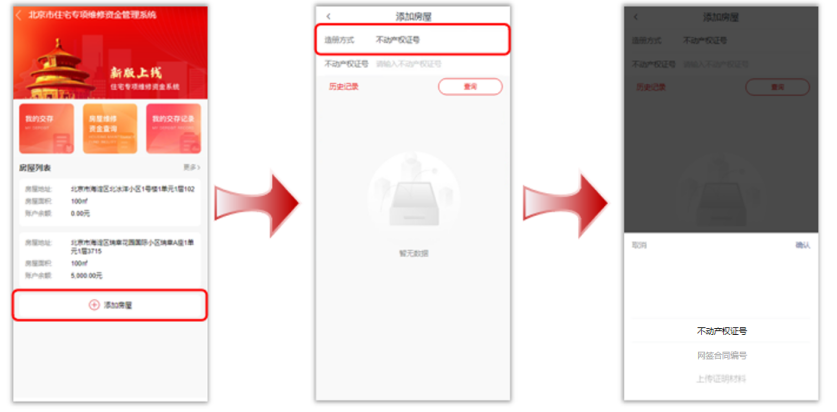 北京市住宅专项维修资金管理系统
新版上线
住宅专项维修资金系统
我的交存
房屋维修
资金查询
我的交存记录
房屋列表
更多>
房屋地址:
北京市海淀区北冰洋小区1号楼1单元1层102
房屋面积:
100㎡
账户余额:
0.00元
房屋地址:
北京市海淀区瑞皋花园国际小区瑞皋A座1单
元1层3715
房屋面积:
100㎡
账户余额:
5,000.00元
添加房屋
添加房屋
选择方式
不动产权证号
不动产权证号
请输入不动产权证号
历史记录
查询
暂无数据
添加房屋
选择方式
不动产权证号
不动产权证号
请输入不动产权证号
历史记录
查询
取消
确认
不动产权证号
网签合同编号
上传证明材料